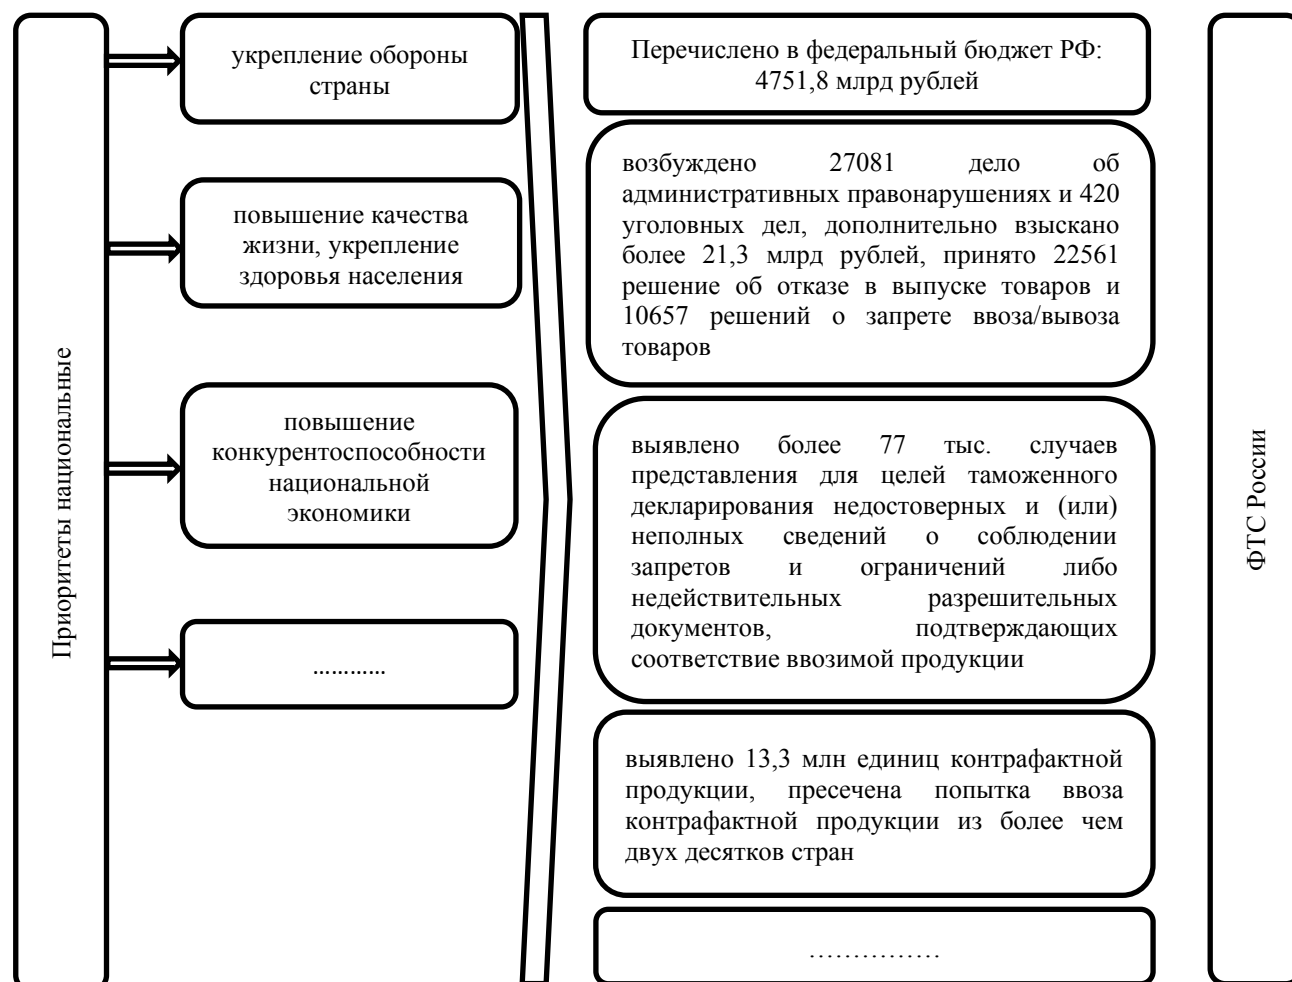 Приоритеты национальные
укрепление обороны
страны
повышение качества
жизни, укрепление
здоровья населения
повышение
конкурентоспособности
национальной
экономики
............
Перечислено в федеральный бюджет РФ:
4751,8 млрд рублей
возбуждено 27081 дело об
административных правонарушениях и 420
уголовных дел, дополнительно взыскано
более 21,3 млрд рублей, принято 22561
решение об отказе в выпуске товаров и
10657 решений о запрете ввоза/вывоза
товаров
выявлено более 77 тыс. случаев
представления для целей таможенного
декларирования недостоверных и (или)
неполных сведений о соблюдении
запретов и ограничений либо
недействительных разрешительных
документов, подтверждающих
соответствие ввозимой продукции
выявлено 13,3 млн единиц контрафактной
продукции, пресечена попытка ввоза
контрафактной продукции из более чем
двух десятков стран
...............
ФТС России